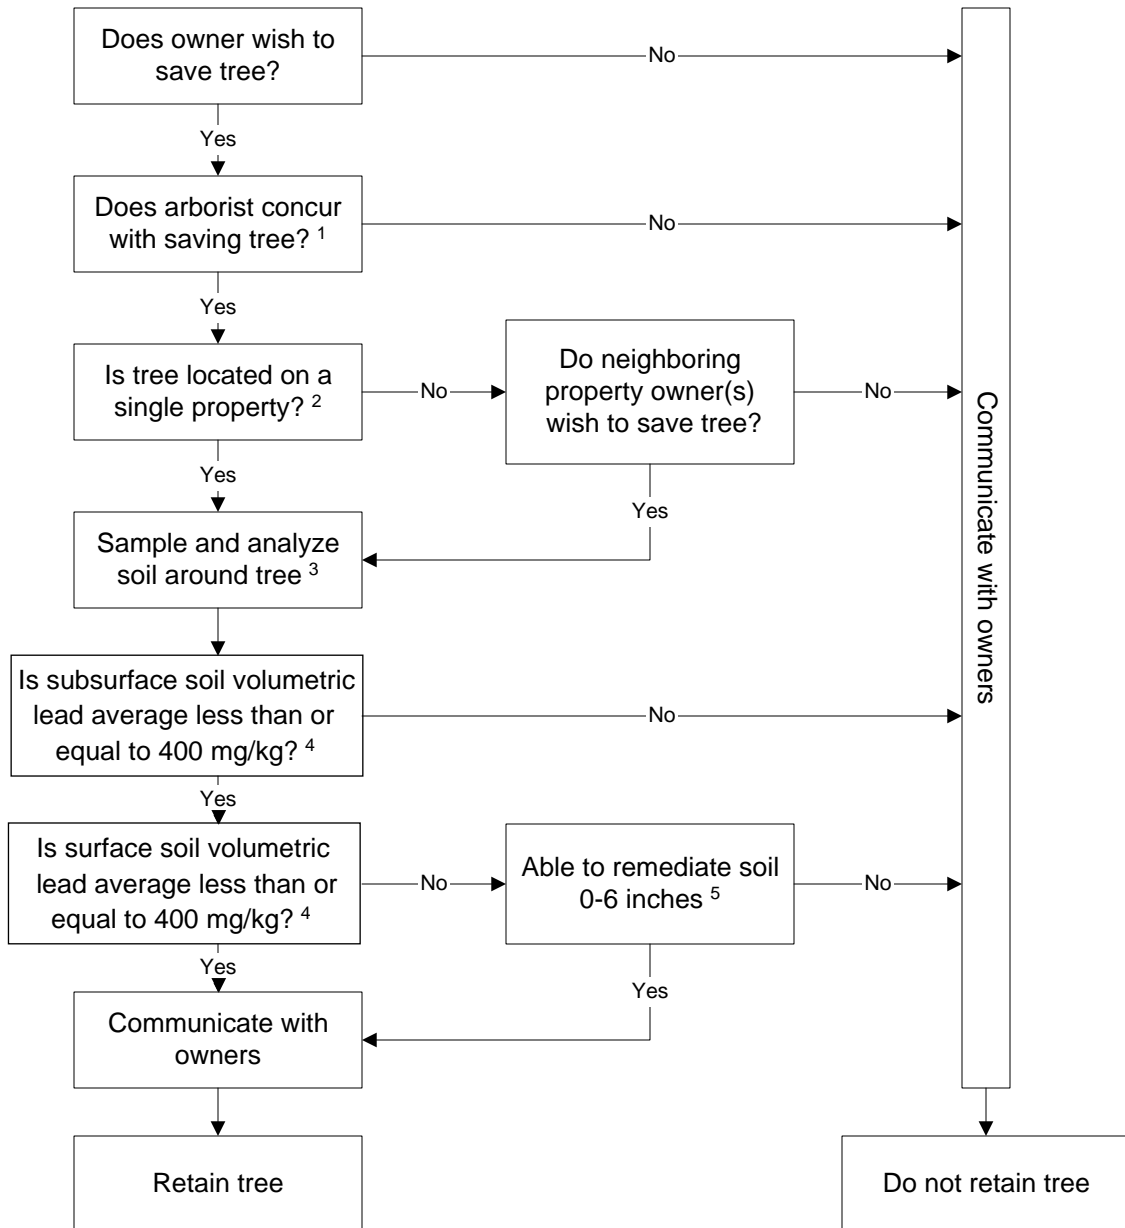 Does owner wish to
save tree?
No
Yes
Does arborist concur
with saving tree? 1
No
Yes
Is tree located on a
single property? 2
No
Do neighboring
property owner(s)
wish to save tree?
No
Yes
Yes
Sample and analyze
soil around tree 3
Is subsurface soil volumetric
lead average less than or
equal to 400 mg/kg? 4
No
Yes
Is surface soil volumetric
lead average less than or
equal to 400 mg/kg? 4
No
Able to remediate soil
0-6 inches 5
No
Yes
Yes
Communicate with
owners
Retain tree
Communicate with owners
Do not retain tree